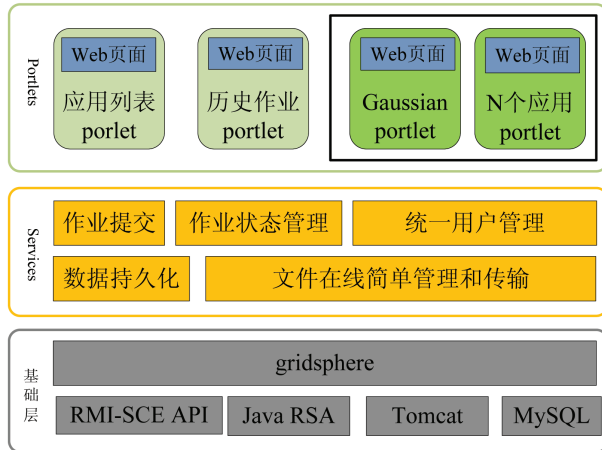 Portlets
Web页面
应用列表
porlet
Web页面
历史作业
portlet
Web页面
Gaussian
portlet
Web页面
N个应用
portlet
Services
作业提交
作业状态管理
统一用户管理
数据持久化
文件在线简单管理和传输
基础层
gridsphere
RMI-SCE API
Java RSA
Tomcat
MySQL